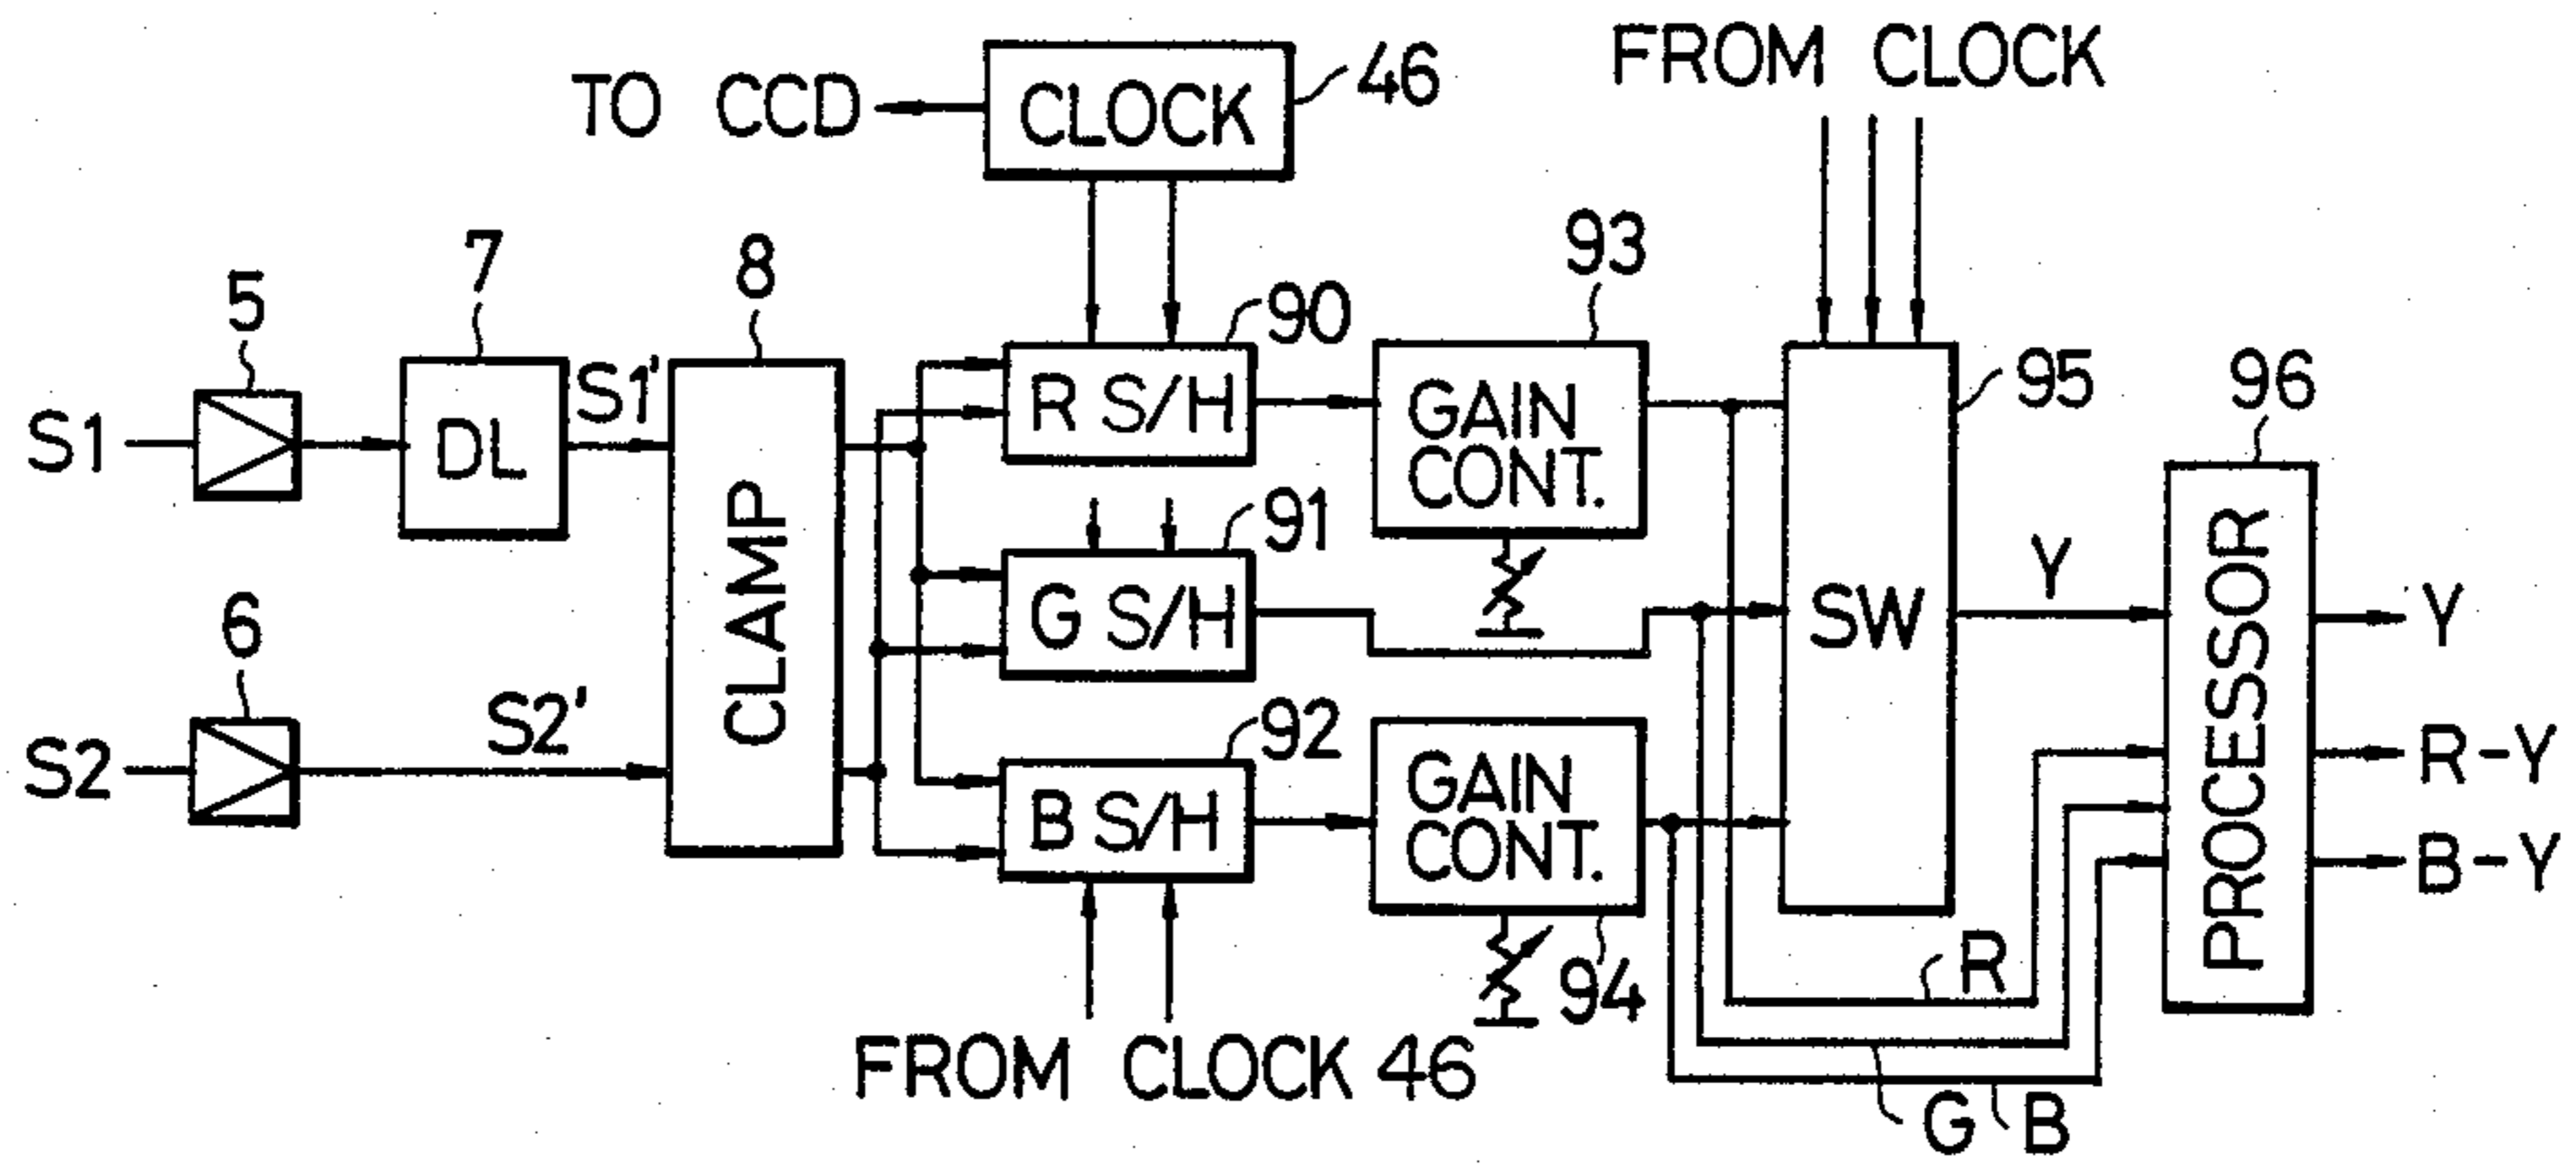 FROM CLOCK
TO CCD
CLOCK
46
7
8
93
5
90
S1
DL
S1'
R S/H
GAIN
CONT.
95
96
91
G S/H
CLAMP
SW
Y
PROCESSOR
Y
6
S2
S2'
92
B S/H
GAIN
CONT.
R-Y
B-Y
94
R
FROM CLOCK 46
G
B